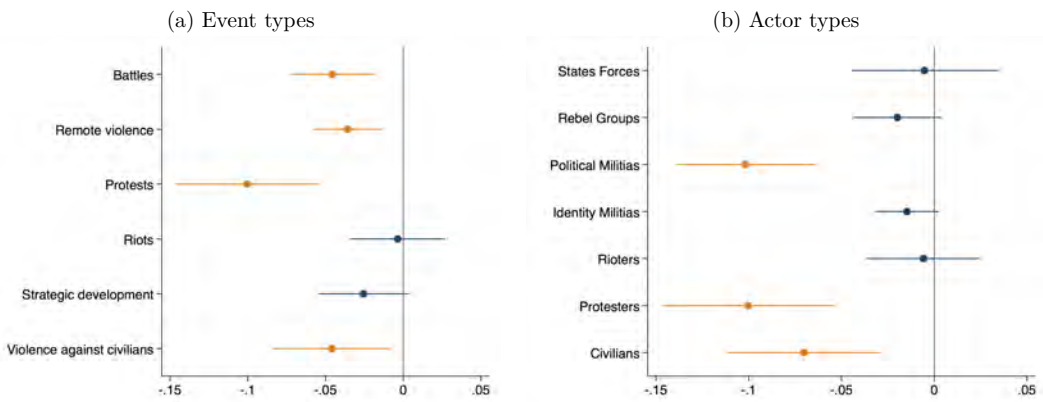 (a) Event types
Battles
Remote violence
Protests
Riots
Strategic development
Violence against civilians
-.15 -.1 -.05 0 .05
(b) Actor types
States Forces
Rebel Groups
Political Militias
Identity Militias
Rioters
Protesters
Civilians
-.15 -.1 -.05 0 .05